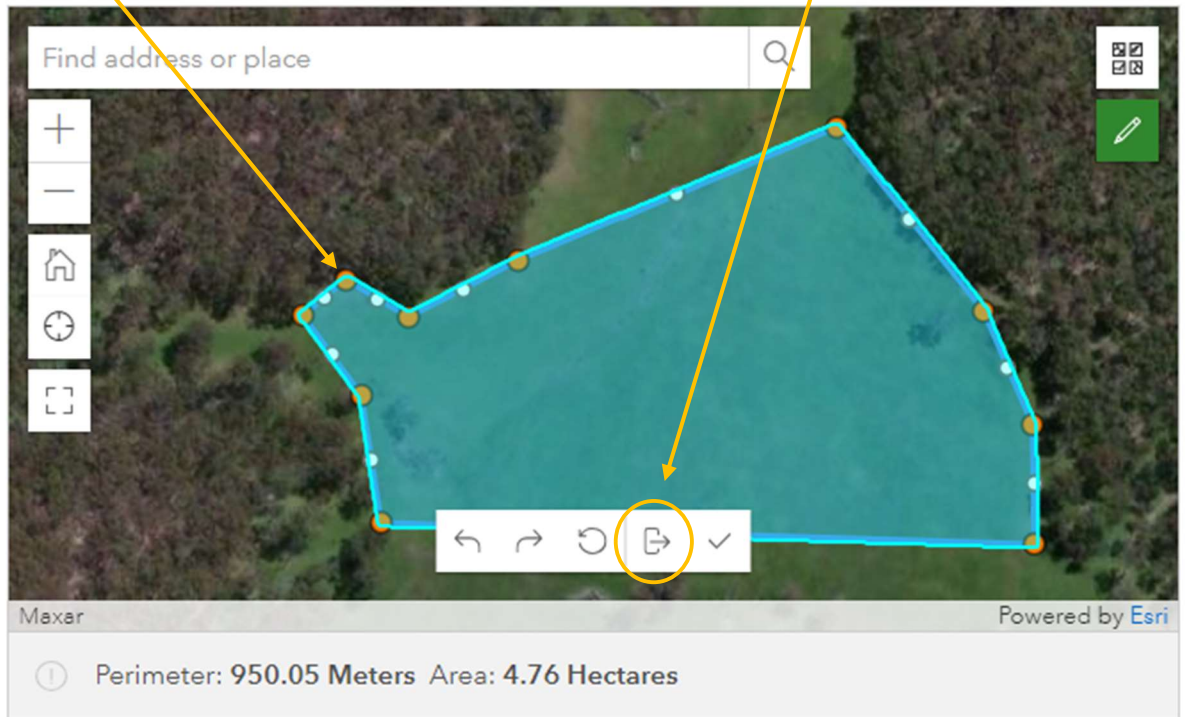 Find address or place
Maxar
Powered by Esri
Perimeter: 950.05 Meters Area: 4.76 Hectares